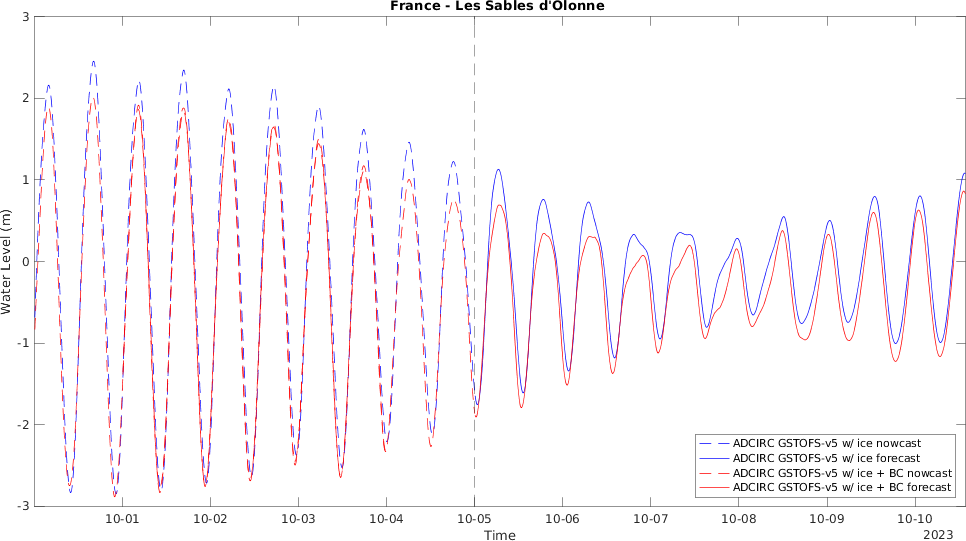 France - Les Sables d'Olonne
3
2
1
0
-1
-2
-3
Water Level (m)
10-01
10-02
10-03
10-04
10-05
10-06
10-07
10-08
10-09
10-10
Time
2023
ADCIRC GSTOFS-v5 w/ ice nowcast
ADCIRC GSTOFS-v5 w/ ice forecast
ADCIRC GSTOFS-v5 w/ ice + BC nowcast
ADCIRC GSTOFS-v5 w/ ice + BC forecast